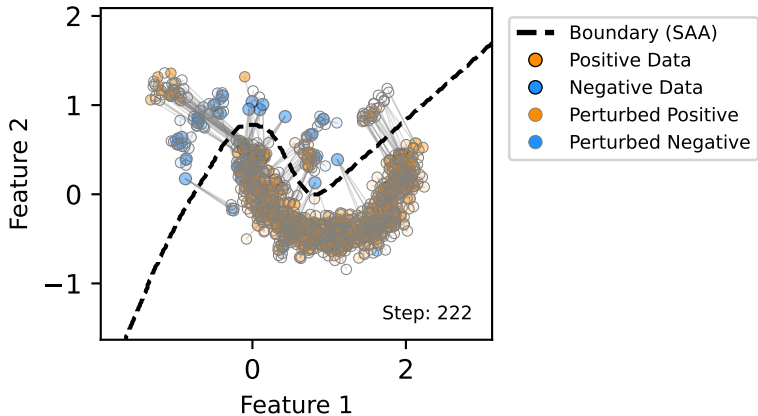 2
1
0
−1
Feature 2
0
2
Feature 1
Step: 222
Boundary (SAA)
Positive Data
Negative Data
Perturbed Positive
Perturbed Negative